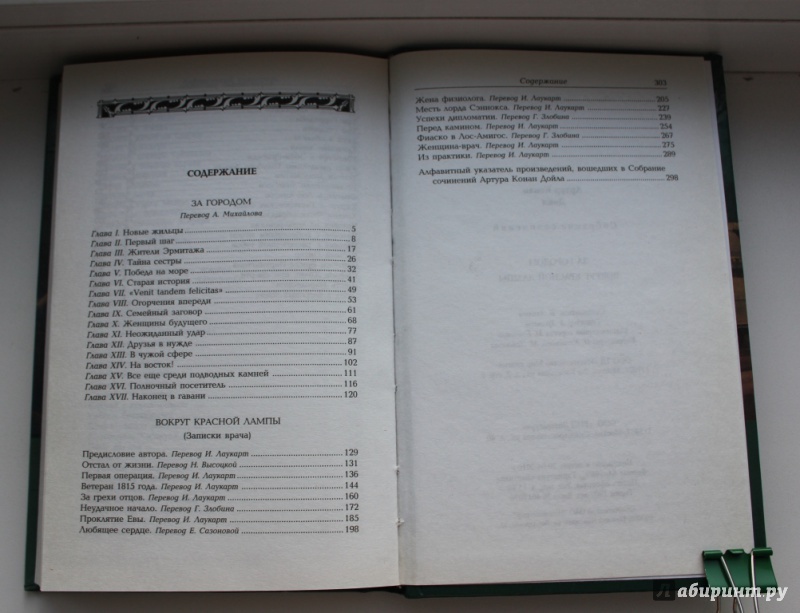 СОДЕРЖАНИЕ
ЗА ГОРОДОМ
Перевод А. Михайлова
Глава I. Новые жильцы 5
Глава II. Первый шаг 8
Глава III. Жители Эрмитажа 17
Глава IV. Тайна сестры 26
Глава V. Победа на море 32
Глава VI. Старая история 41
Глава VII. «Venit tandem felicitas» 49
Глава VIII. Огорчения впереди 53
Глава IX. Семейный заговор 61
Глава X. Женщины будущего 68
Глава XI. Неожиданный удар 77
Глава XII. Друзья в нужде 87
Глава XIII. В чужой сфере 91
Глава XIV. На восток! 102
Глава XV. Все еще среди подводных камней 111
Глава XVI. Полночный посетитель 116
Глава XVII. Наконец в гавани 120
ВОКРУГ КРАСНОЙ ЛАМПЫ
(Записки врача)
Предисловие автора. Перевод И. Лаукарт 129
Отстал от жизни. Перевод Н. Высоцкой 131
Первая операция. Перевод И. Лаукарт 136
Ветеран 1815 года. Перевод И. Лаукарт 144
За грехи отцов. Перевод И. Лаукарт 160
Неудачное начало. Перевод Г. Злобина 172
Проклятие Евы. Перевод И. Лаукарт 185
Любящее сердце. Перевод Е. Сазоновой 198
Содержание 303
Жена физиолога. Перевод И. Лаукарт 205
Месть лорда Сэннокса. Перевод И. Лаукарт 227
Успехи дипломатии. Перевод Г. Злобина 239
Перед камином. Перевод И. Лаукарт 254
Фиаско в Лос-Амигос. Перевод Г. Злобина 267
Женщина-врач. Перевод И. Лаукарт 275
Из практики. Перевод И. Лаукарт 289
Алфавитный указатель произведений, вошедших в Собрание
сочинений Артура Конан Дойла 298
Лабиринт.ру